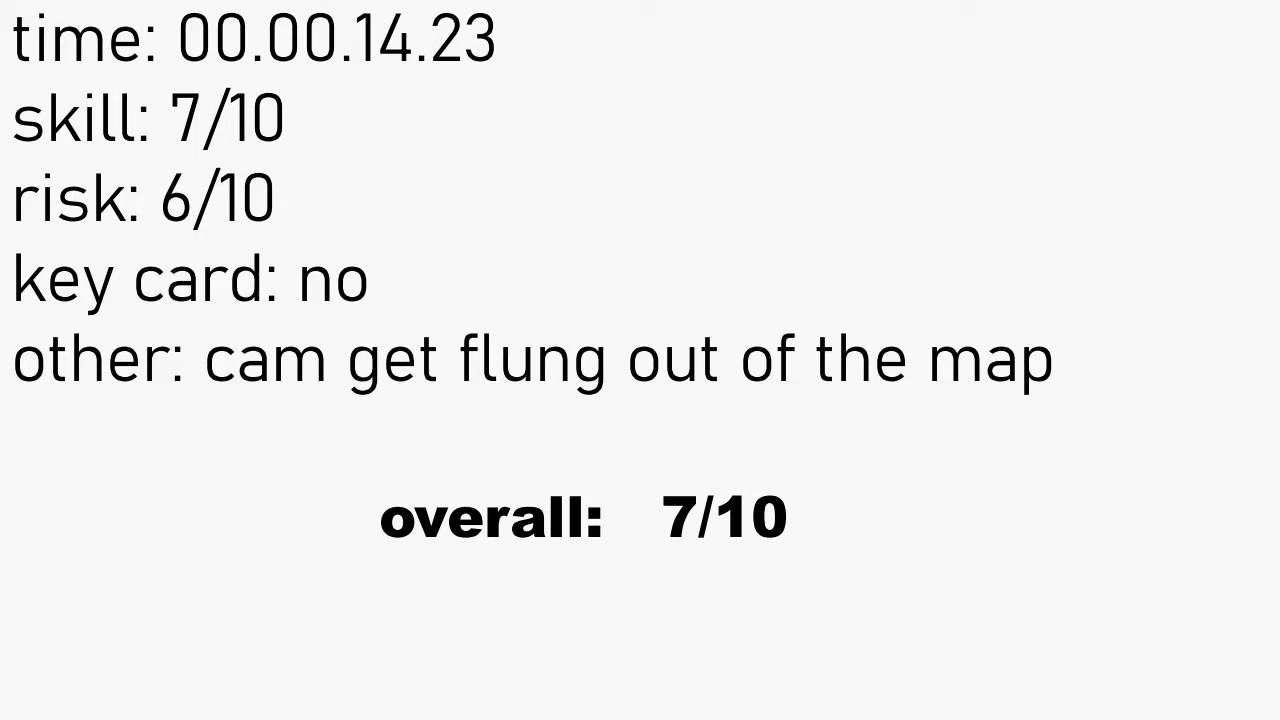 time: 00.00.14.23
skill: 7/10
risk: 6/10
key card: no
other: cam get flung out of the map
overall: 7/10